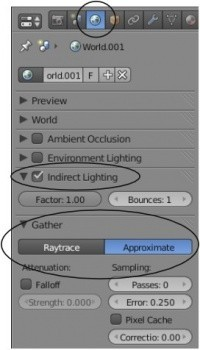 World.001
orld.001 F
Preview
World
Ambient Occlusion
Environment Lighting
Indirect Lighting
Factor: 1.00 Bounces: 1
Gather
Raytrace Approximate
Attenuation: Sampling:
Falloff Passes: 0
Strength: 0.000 Error: 0.250
Pixel Cache
Correctio: 0.00